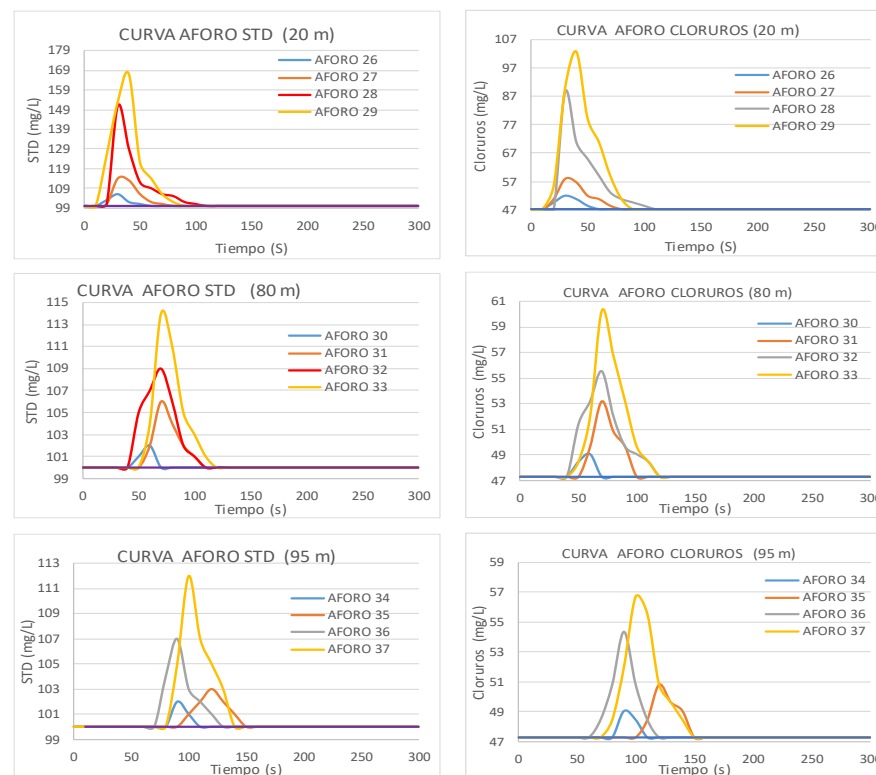 CURVA AFORO STD (20 m)
STD (mg/L)
179
169
159
149
139
129
119
109
99
AFORO 26
AFORO 27
AFORO 28
AFORO 29
0 50 100 150 200 250 300
Tiempo (S)
CURVA AFORO CLORUROS (20 m)
Cloruros (mg/L)
107
97
87
77
67
57
47
AFORO 26
AFORO 27
AFORO 28
AFORO 29
0 50 100 150 200 250 300
Tiempo (S)
CURVA AFORO STD (80 m)
STD (mg/L)
115
113
111
109
107
105
103
101
99
AFORO 30
AFORO 31
AFORO 32
AFORO 33
0 50 100 150 200 250 300
Tiempo (s)
CURVA AFORO CLORUROS (80 m)
Cloruros (mg/L)
61
59
57
55
53
51
49
47
AFORO 30
AFORO 31
AFORO 32
AFORO 33
0 50 100 150 200 250 300
Tiempo (s)
CURVA AFORO STD (95 m)
STD (mg/L)
113
111
109
107
105
103
101
99
AFORO 34
AFORO 35
AFORO 36
AFORO 37
0 50 100 150 200 250 300
Tiempo (s)
CURVA AFORO CLORUROS (95 m)
Cloruros (mg/L)
59
57
55
53
51
49
47
AFORO 34
AFORO 35
AFORO 36
AFORO 37
0 50 100 150 200 250 300
Tiempo (s)